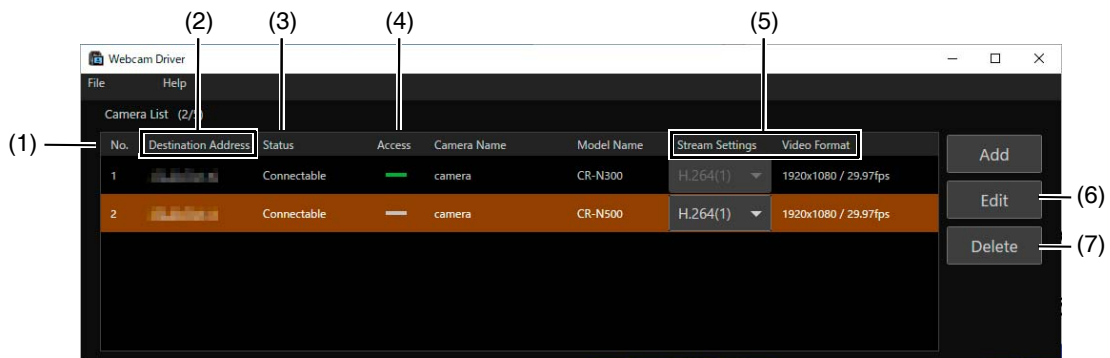 (2) (3) (4) (5)
Webcam Driver
File Help
Camera List (2/5)
(1) No. Destination Address Status Access Camera Name Model Name Stream Settings Video Format Add
1 Connectable camera CR-N300 H.264(1) 1920x1080 / 29.97fps
2 Connectable camera CR-N500 H.264(1) 1920x1080 / 29.97fps Edit (6)
Delete (7)